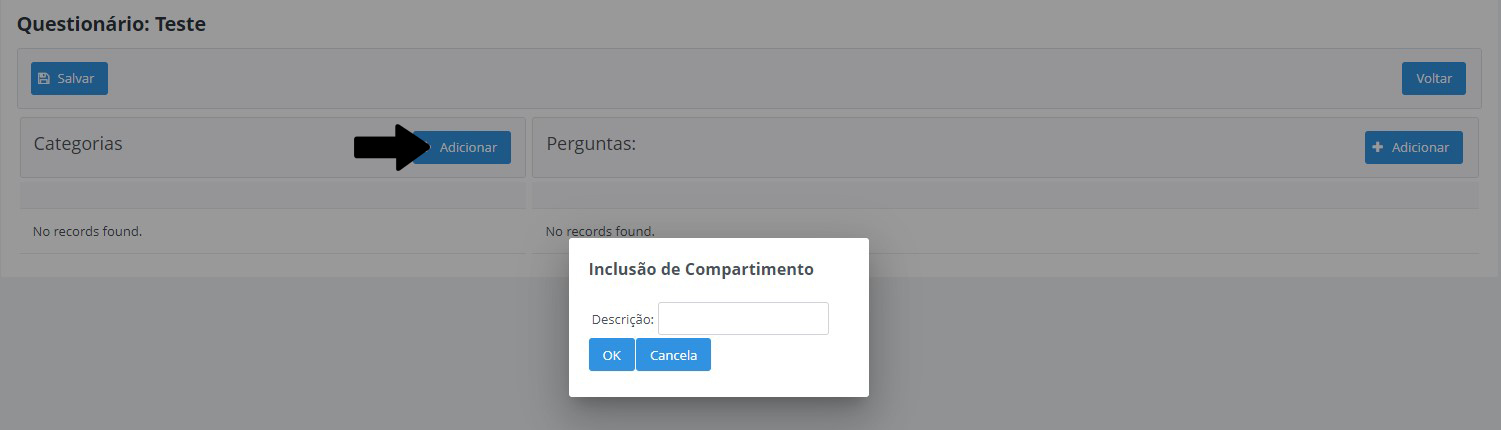 Questionário: Teste
Salvar Voltar
Categorias Adicionar Perguntas: Adicionar
No records found. No records found.
Inclusão de Compartimento
Descrição:
OK Cancela